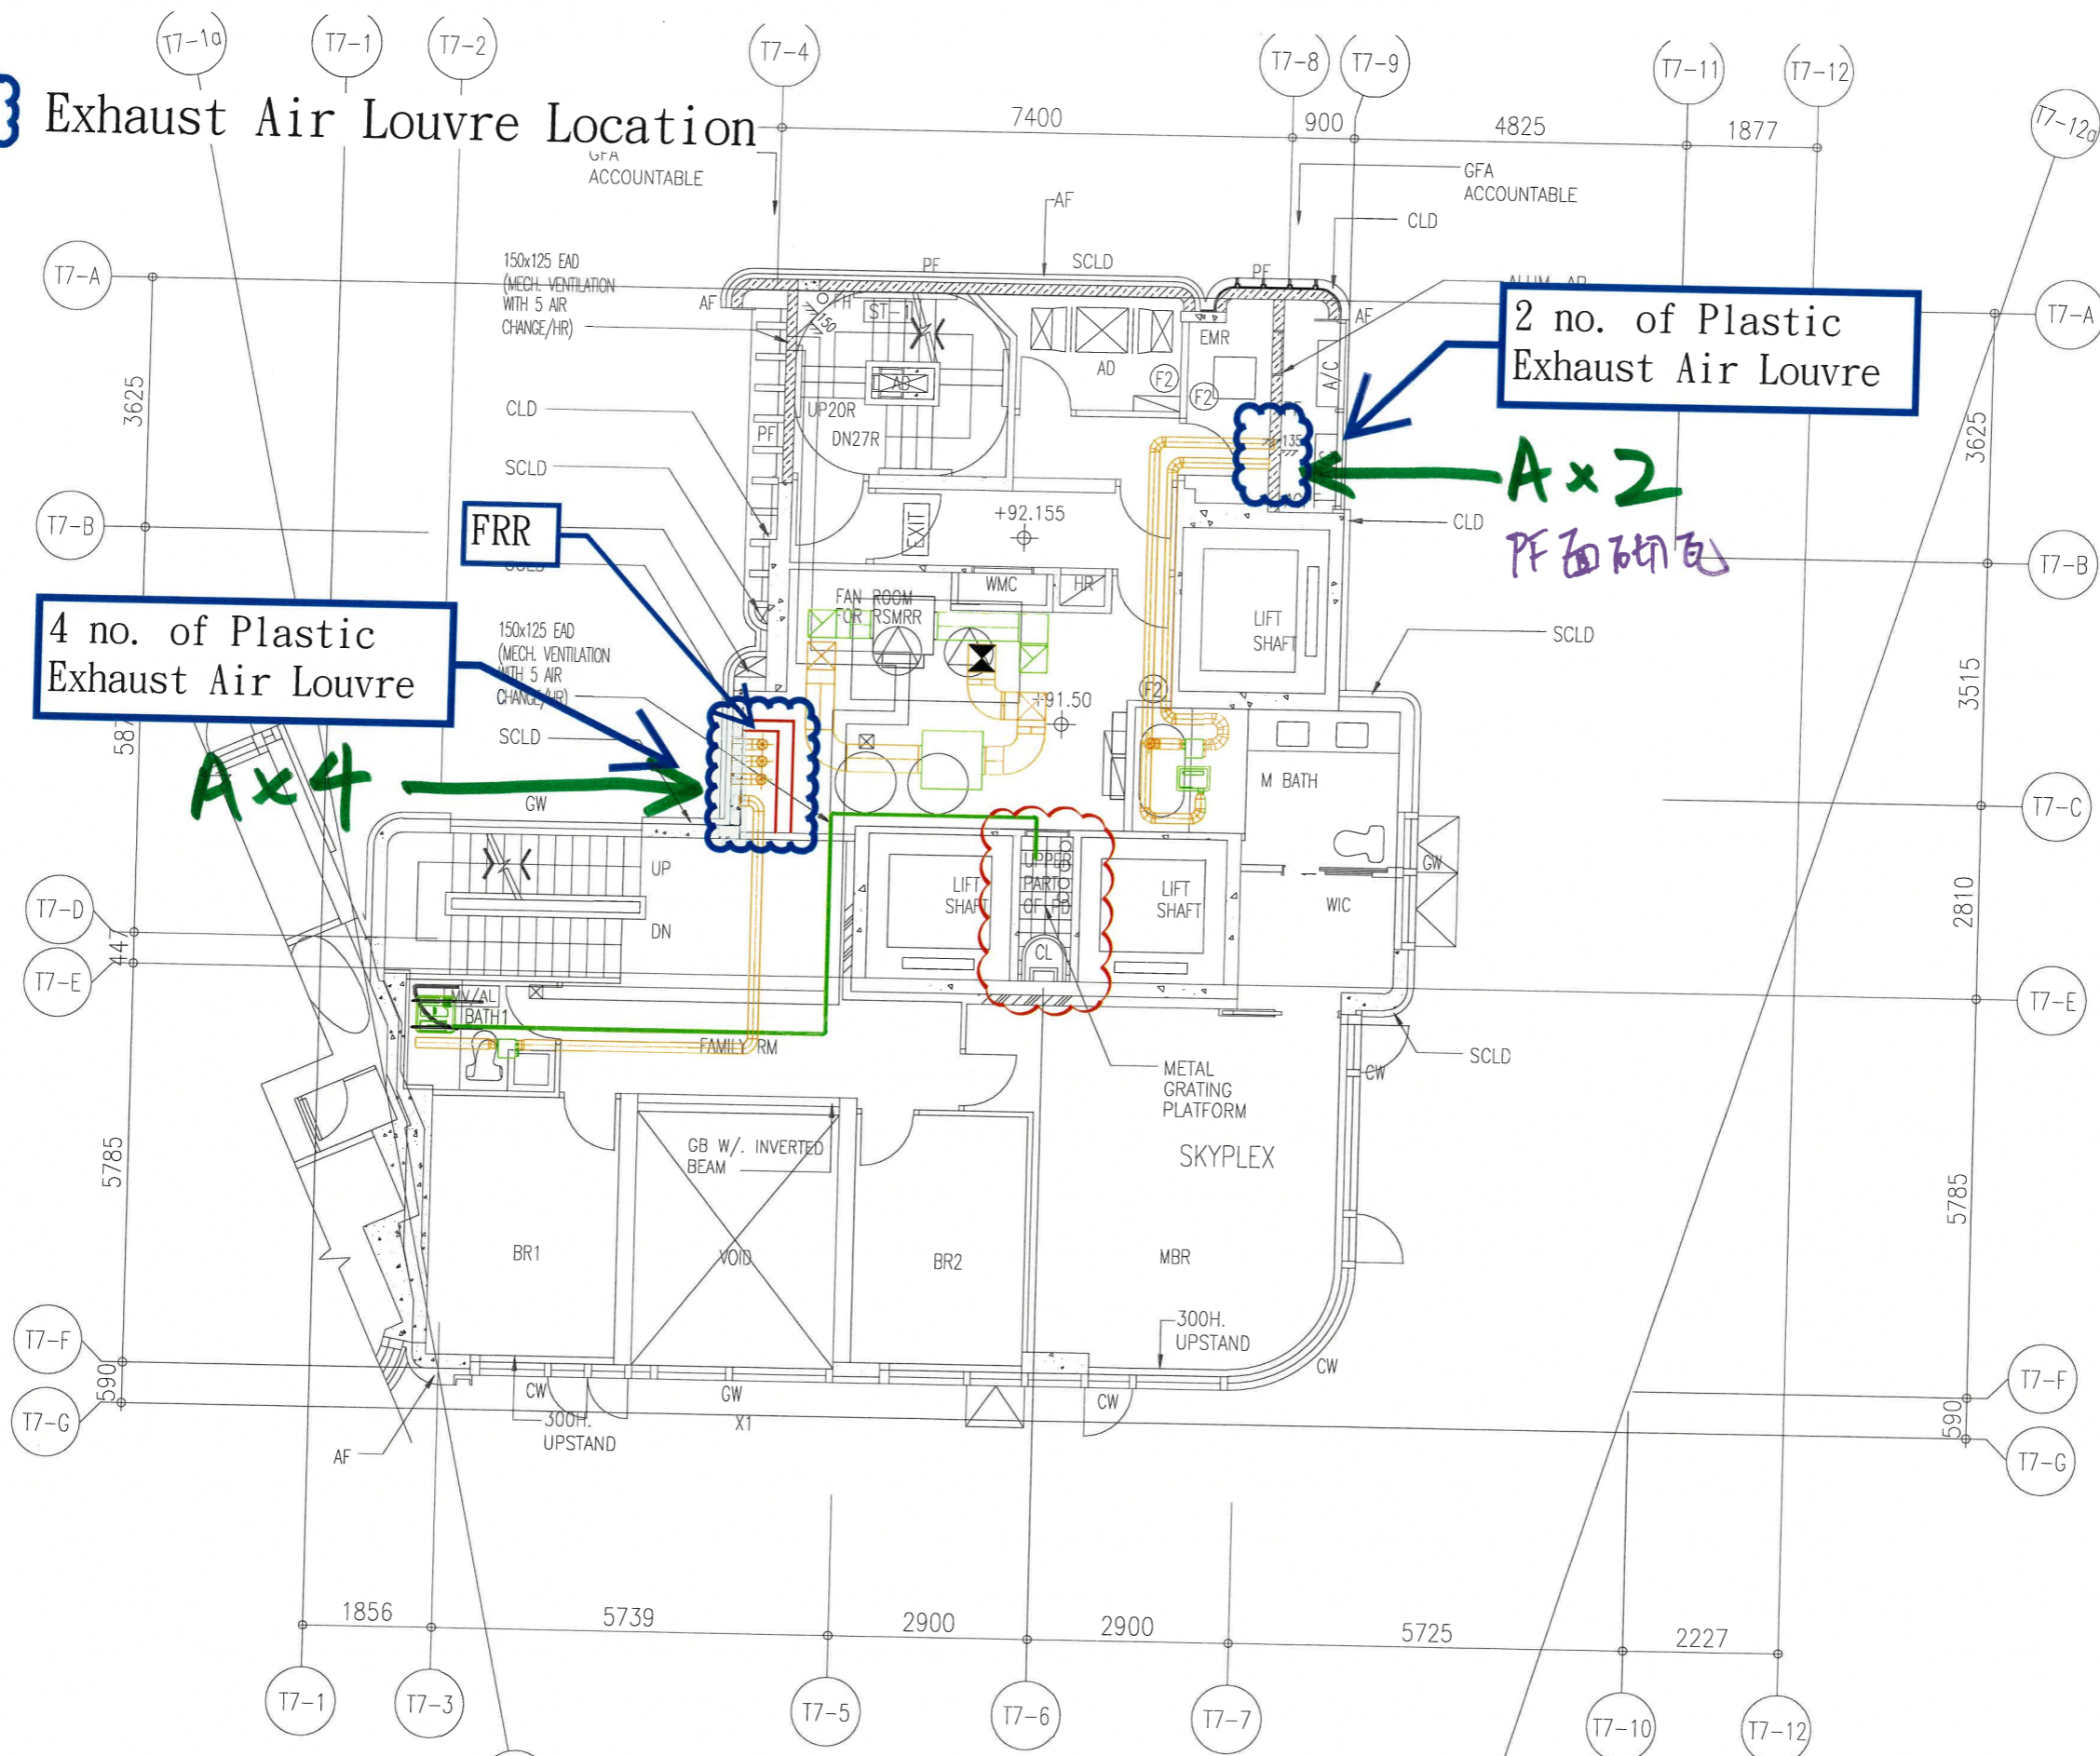 T7-1a
T7-1
T7-2
T7-4
T7-8
T7-9
T7-11
T7-12
T7-12a
Exhaust Air Louvre Location
7400
900
4825
1877
GFA
ACCOUNTABLE
GFA
ACCOUNTABLE
AF
CLD
T7-A
150x125 EAD
(MECH. VENTILATION
WITH 5 AIR
CHANGE/HR)
PF
SCLD
PF
AF
FH
150
ST-1
EMR
AF
2 no. of Plastic
Exhaust Air Louvre
T7-A
3625
AD
A/C
AB
F2
F2
CLD
UP20R
DN27R
PF
135
3625
SCLD
A×2
T7-B
FRR
EXIT
+92.155
CLD
PF面砌瓦
T7-B
WMC
HR
4 no. of Plastic
Exhaust Air Louvre
FAN ROOM
FOR RSMRR
LIFT
SHAFT
SCLD
150x125 EAD
(MECH. VENTILATION
WITH 5 AIR
CHANGE/HR)
F2
+91.50
3515
SCLD
A×4
GW
M BATH
T7-C
UP
UPPER
PART
OF PD
LIFT
SHAFT
LIFT
SHAFT
GW
WIC
2810
T7-D
DN
44
CL
T7-E
T7-E
MV/AL
BATH1
FAMILY RM
SCLD
CW
METAL
GRATING
PLATFORM
5785
GB W/. INVERTED
BEAM
SKYPLEX
5785
BR1
VOID
BR2
MBR
300H.
UPSTAND
T7-F
CW
T7-F
590
CW
GW
CW
590
T7-G
300H.
UPSTAND
X1
AF
T7-G
1856
5739
2900
2900
5725
2227
T7-1
T7-3
T7-5
T7-6
T7-7
T7-10
T7-12